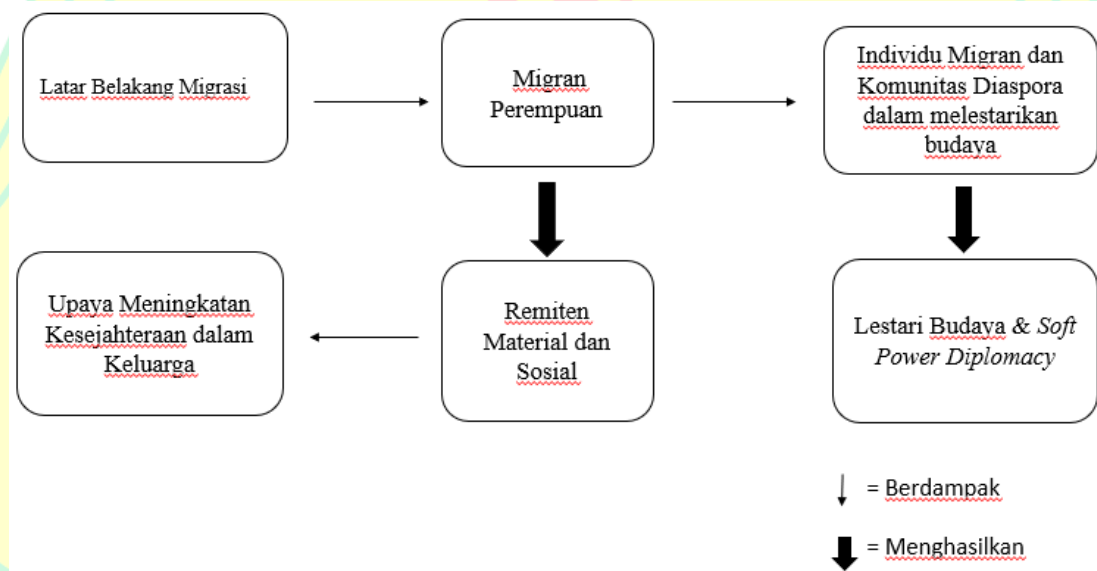 Latar Belakang Migrasi
Migran
Perempuan
Individu Migran dan
Komunitas Diaspora
dalam melestarikan
budaya
Upaya Meningkatan
Kesejahteraan dalam
Keluarga
Remiten
Material dan
Sosial
Lestari Budaya & Soft
Power Diplomacy
= Berdampak
= Menghasilkan